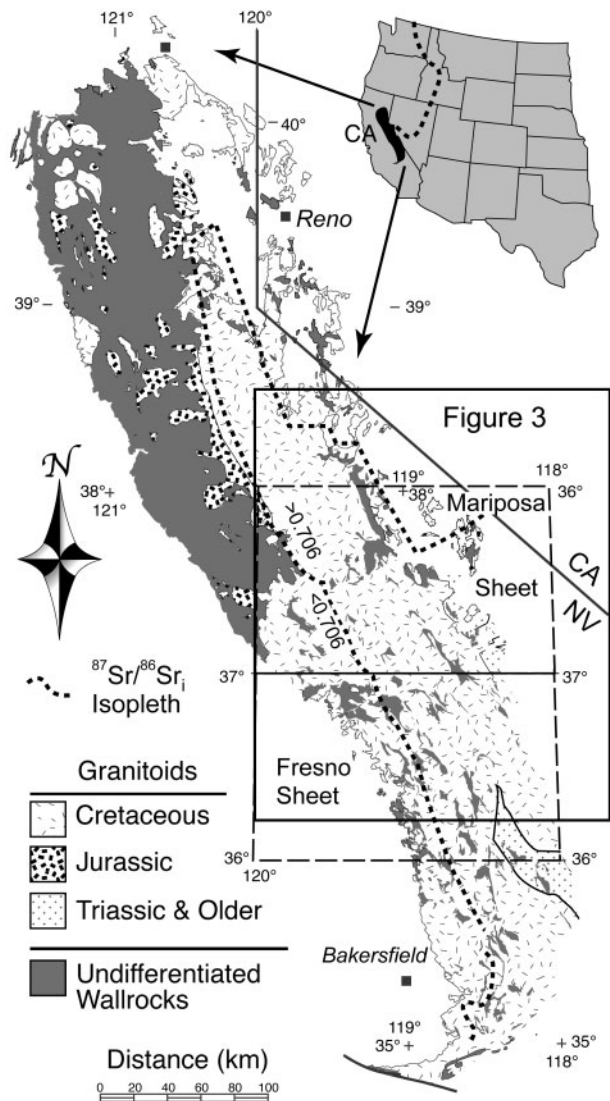 121°
120°
CA
40°
Reno
39°
39°
Figure 3
118°
119°
38°
36°
Mariposa
38°
121°
>0.706
<0.706
Sheet
CA
NV
N
87Sr/86Sri
Isopleth
37°
37°
Granitoids
Cretaceous
Jurassic
Triassic & Older
Fresno
Sheet
36°
36°
120°
Undifferentiated
Wallrocks
Bakersfield
119°
35°
35°
118°
Distance (km)
0 20 40 60 80 100